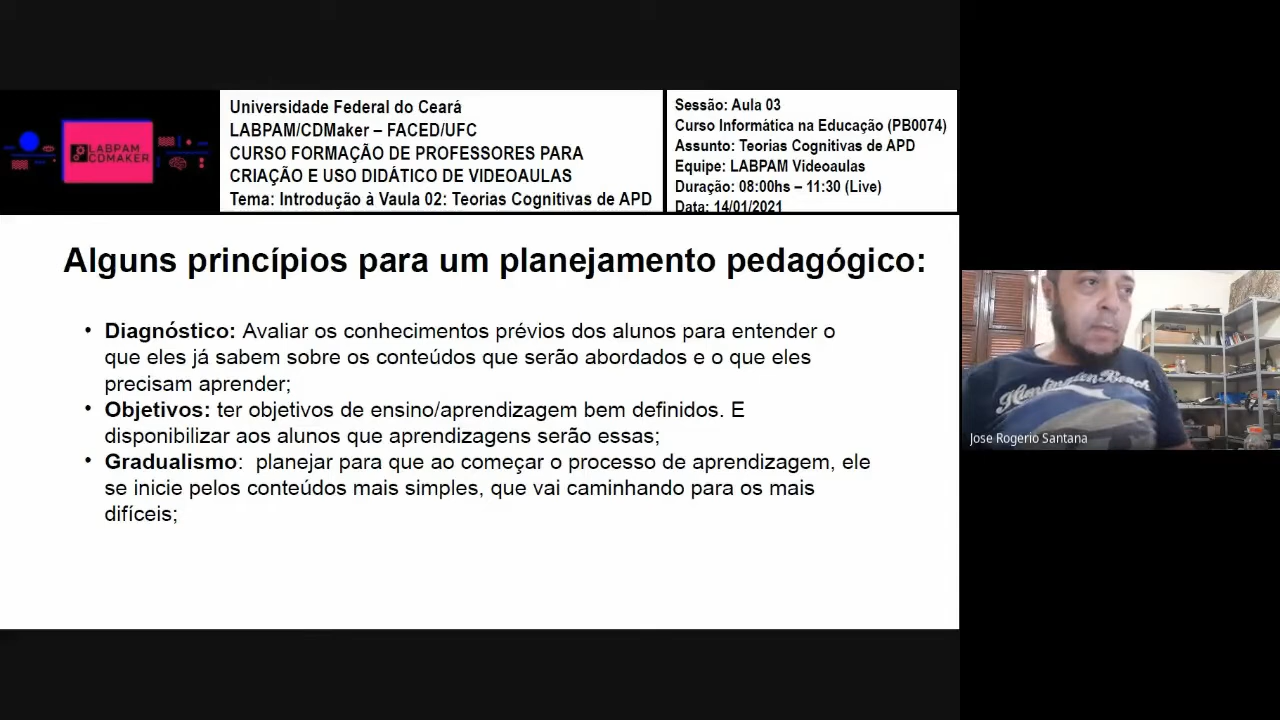 LABPAM
CDMAKER
Universidade Federal do Ceará
LABPAM/CDMaker – FACED/UFC
CURSO FORMAÇÃO DE PROFESSORES PARA
CRIAÇÃO E USO DIDÁTICO DE VIDEOAULAS
Tema: Introdução à Vaula 02: Teorias Cognitivas de APD
Sessão: Aula 03
Curso Informática na Educação (PB0074)
Assunto: Teorias Cognitivas de APD
Equipe: LABPAM Videoaulas
Duração: 08:00hs – 11:30 (Live)
Data: 14/01/2021
Alguns princípios para um planejamento pedagógico:
• Diagnóstico: Avaliar os conhecimentos prévios dos alunos para entender o
que eles já sabem sobre os conteúdos que serão abordados e o que eles
precisam aprender;
• Objetivos: ter objetivos de ensino/aprendizagem bem definidos. E
disponibilizar aos alunos que aprendizagens serão essas;
• Gradualismo: planejar para que ao começar o processo de aprendizagem, ele
se inicie pelos conteúdos mais simples, que vai caminhando para os mais
difíceis;
Huntington Beach
Jose Rogerio Santana